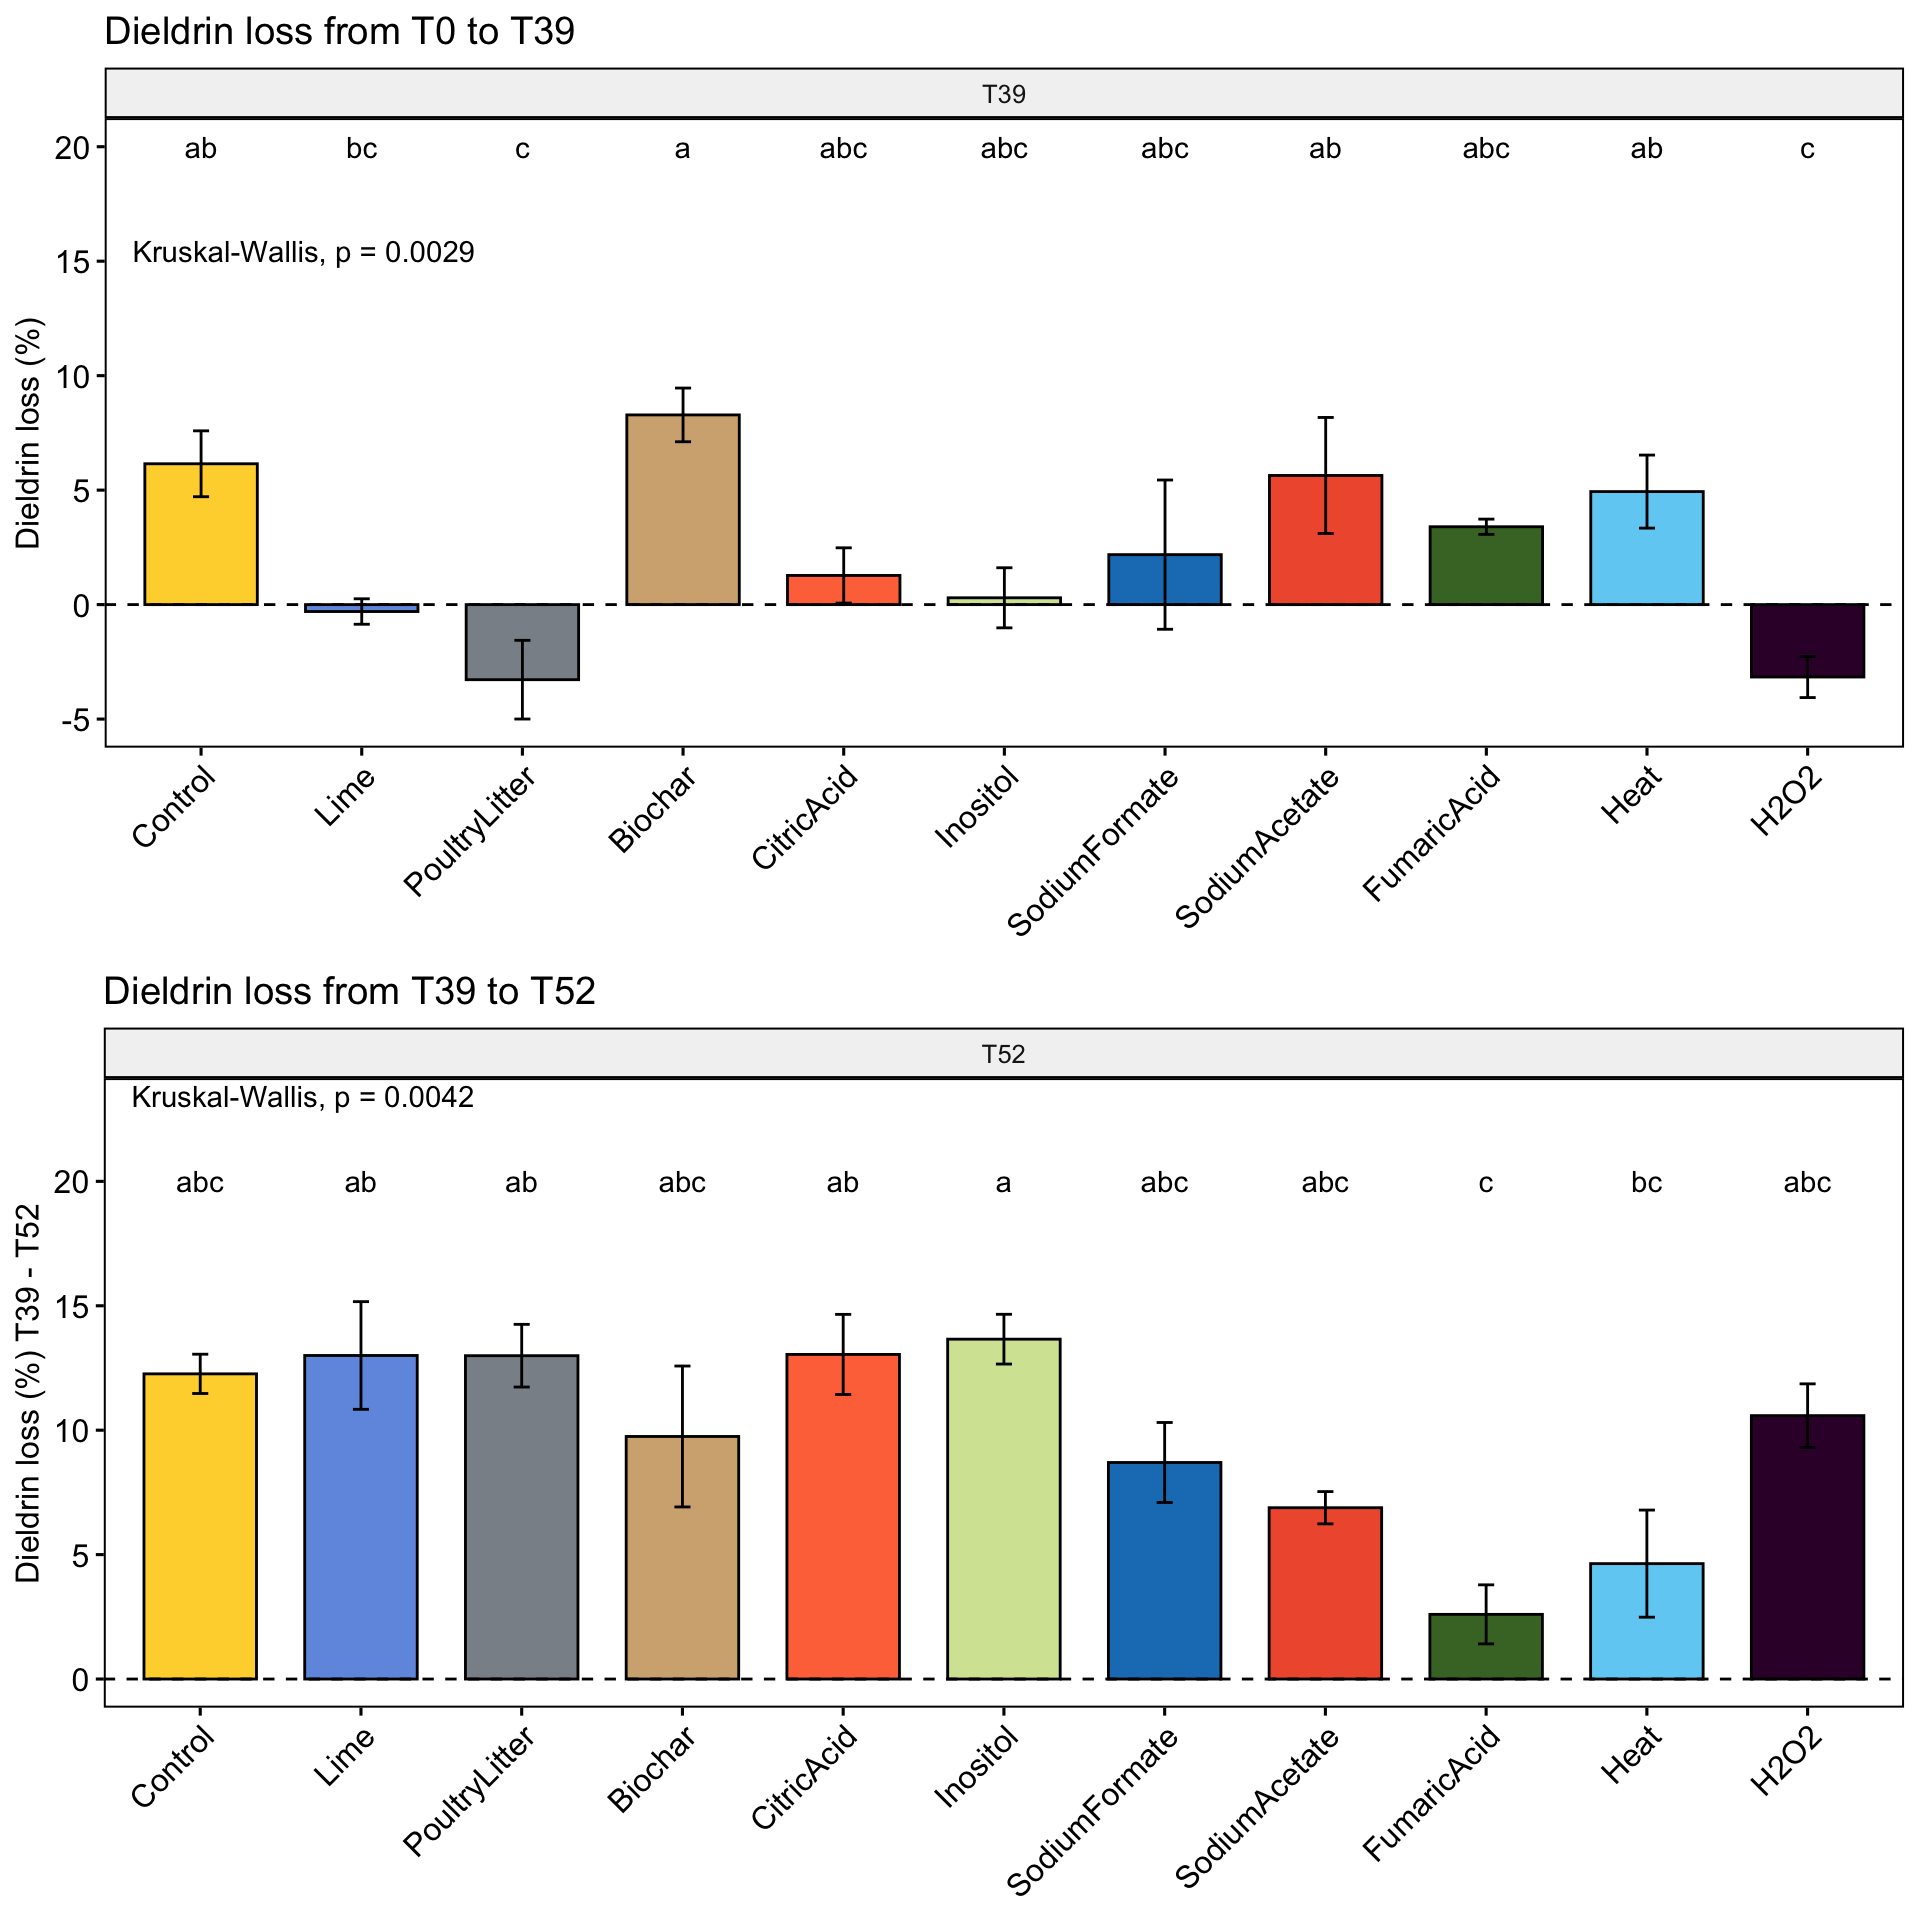 Dieldrin loss from T0 to T39
T39
20
ab bc c a abc abc abc ab abc ab c
Kruskal-Wallis, p = 0.0029
15
10
5
0
-5
Dieldrin loss (%)
Control Lime PoultryLitter Biochar CitricAcid Inositol SodiumFormate SodiumAcetate FumaricAcid Heat H2O2
Dieldrin loss from T39 to T52
T52
Kruskal-Wallis, p = 0.0042
20
abc ab ab abc ab a abc abc c bc abc
15
10
5
0
Dieldrin loss (%) T39 - T52
Control Lime PoultryLitter Biochar CitricAcid Inositol SodiumFormate SodiumAcetate FumaricAcid Heat H2O2